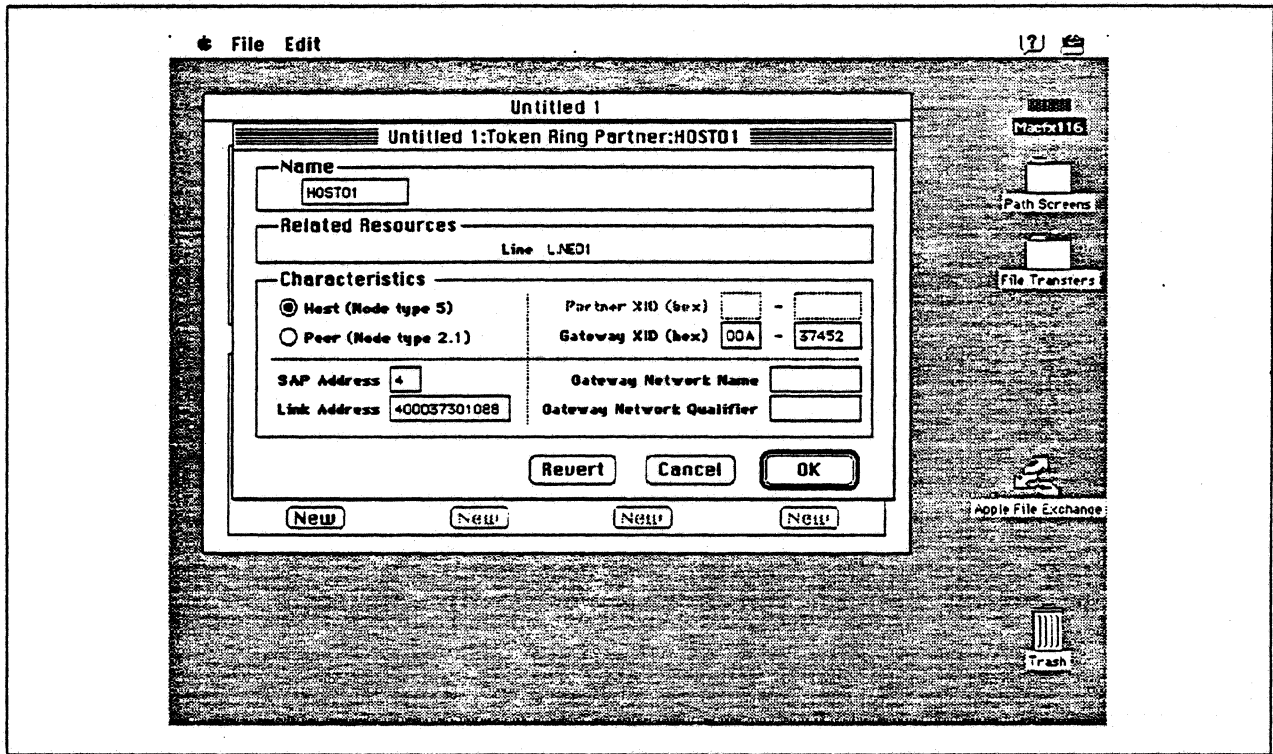 File Edit
Untitled 1
Untitled 1:Token Ring Partner:HOST01
Name
HOST01
Related Resources
Line
Characteristics
Host (Node type 5)
Peer (Node type 2.1)
Partner XID (hex) -
Gateway XID (hex) 00A - 37452
SAP Address 4
Link Address 400037301088
Gateway Network Name
Gateway Network Qualifier
Revert Cancel OK
New New New New
Macfx116
Path Screens
File Transfers
Apple File Exchange
Trash